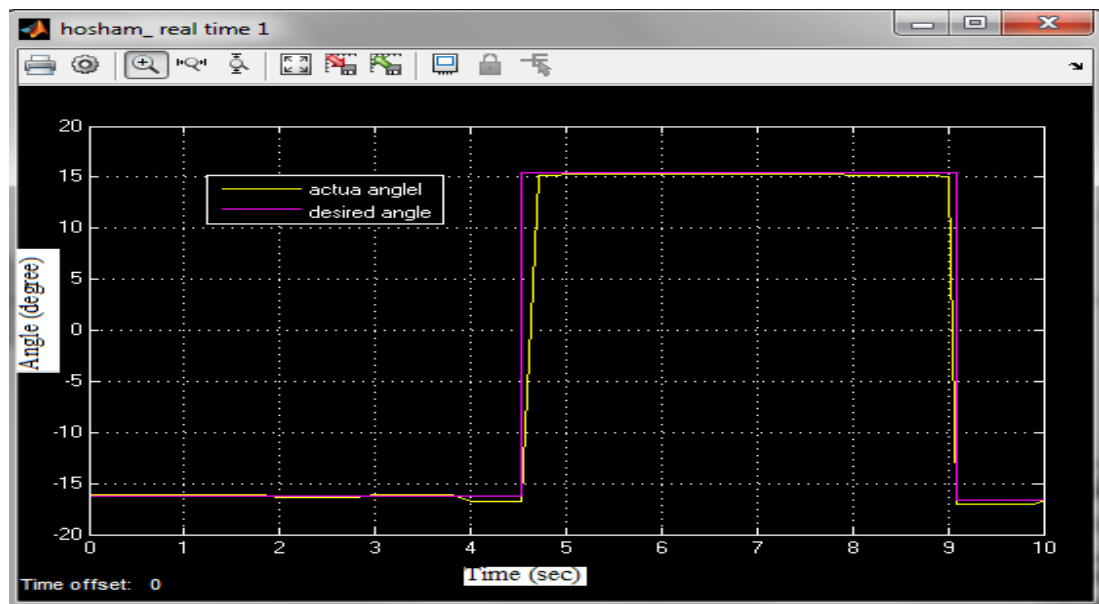 hosham_ real time 1
20
15
10
5
0
-5
-10
-15
-20
Angle (degree)
actua anglel
desired angle
0 1 2 3 4 5 6 7 8 9 10
Time (sec)
Time offset: 0